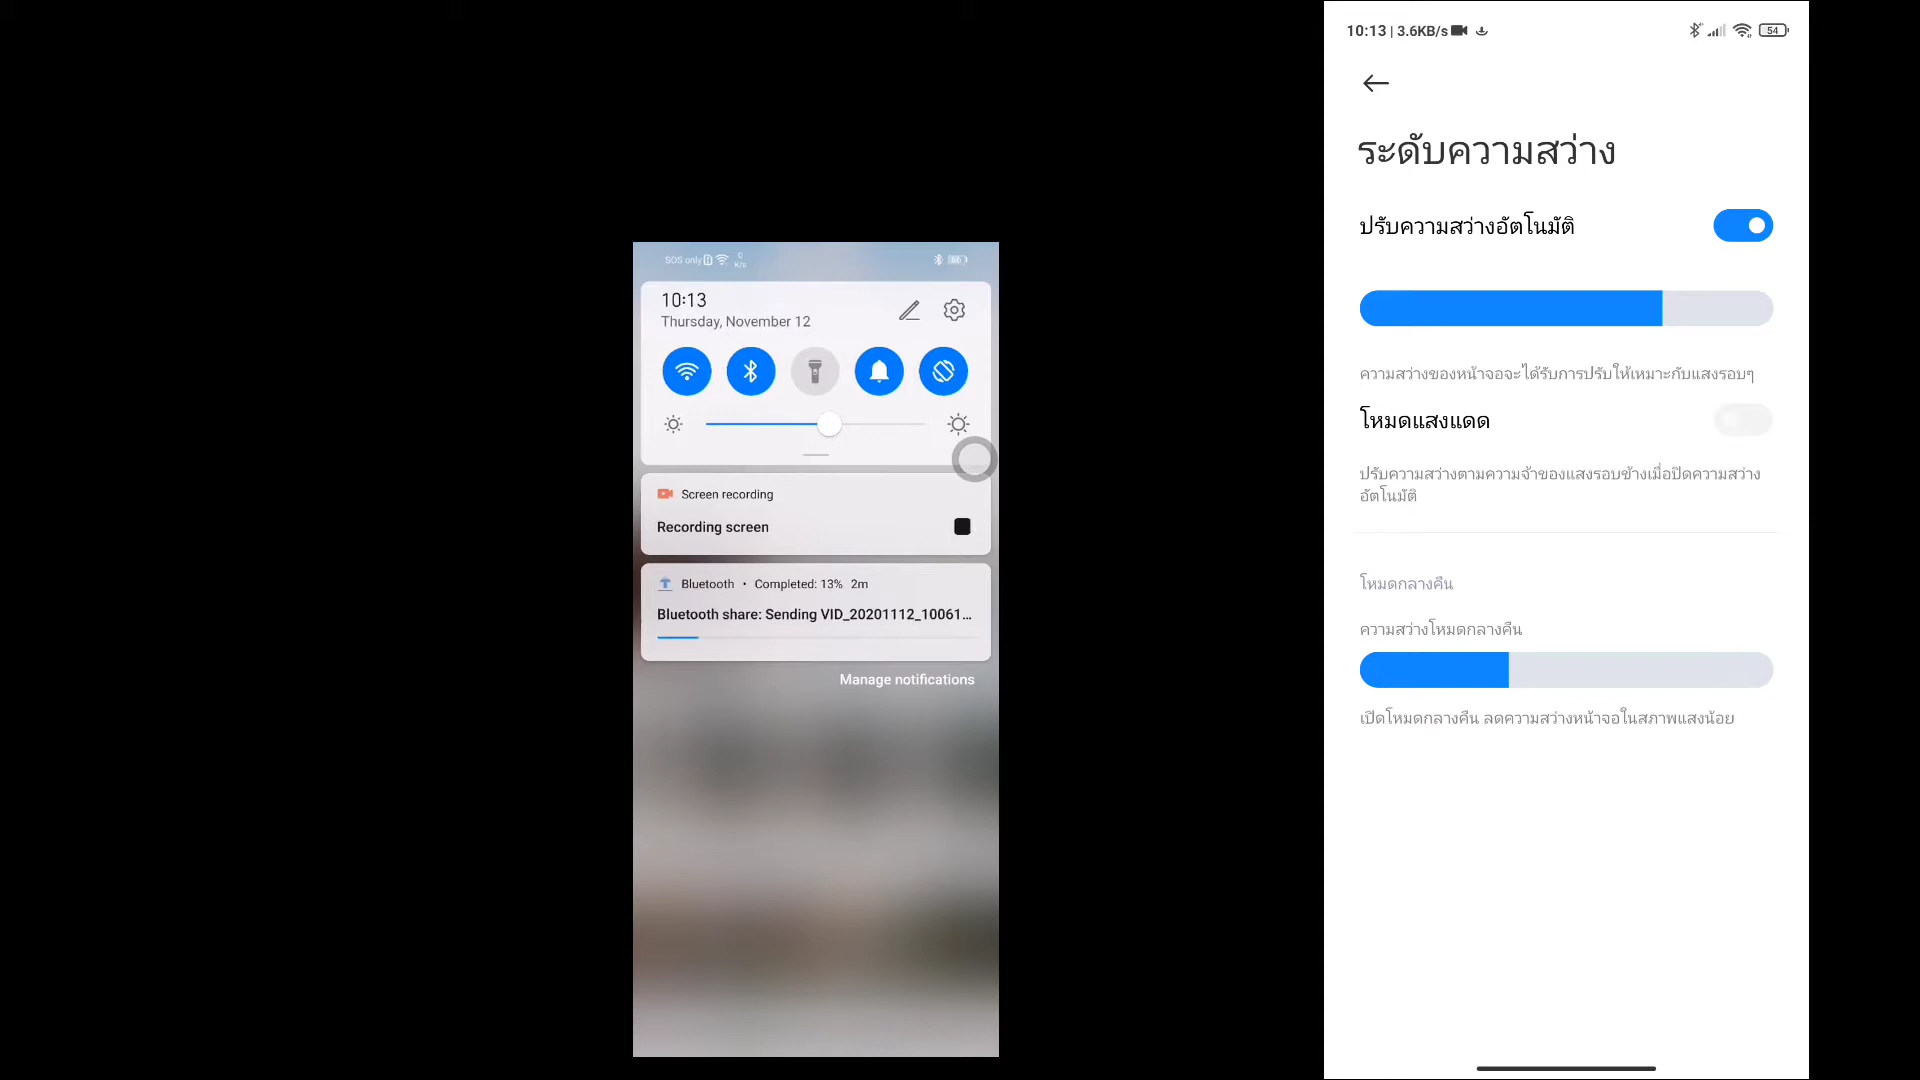 SOS only
0
K/s
10:13
Thursday, November 12
Screen recording
Recording screen
Bluetooth • Completed: 13% 2m
Bluetooth share: Sending VID_20201112_10061...
Manage notifications
10:13 | 3.6KB/s
54
ระดับความสว่าง
ปรับความสว่างอัตโนมัติ
ความสว่างของหน้าจอจะได้รับการปรับให้เหมาะกับแสงรอบๆ
โหมดแสงแดด
ปรับความสว่างตามความจ้าของแสงรอบข้างเมื่อปิดความสว่าง
อัตโนมัติ
โหมดกลางคืน
ความสว่างโหมดกลางคืน
เปิดโหมดกลางคืน ลดความสว่างหน้าจอในสภาพแสงน้อย